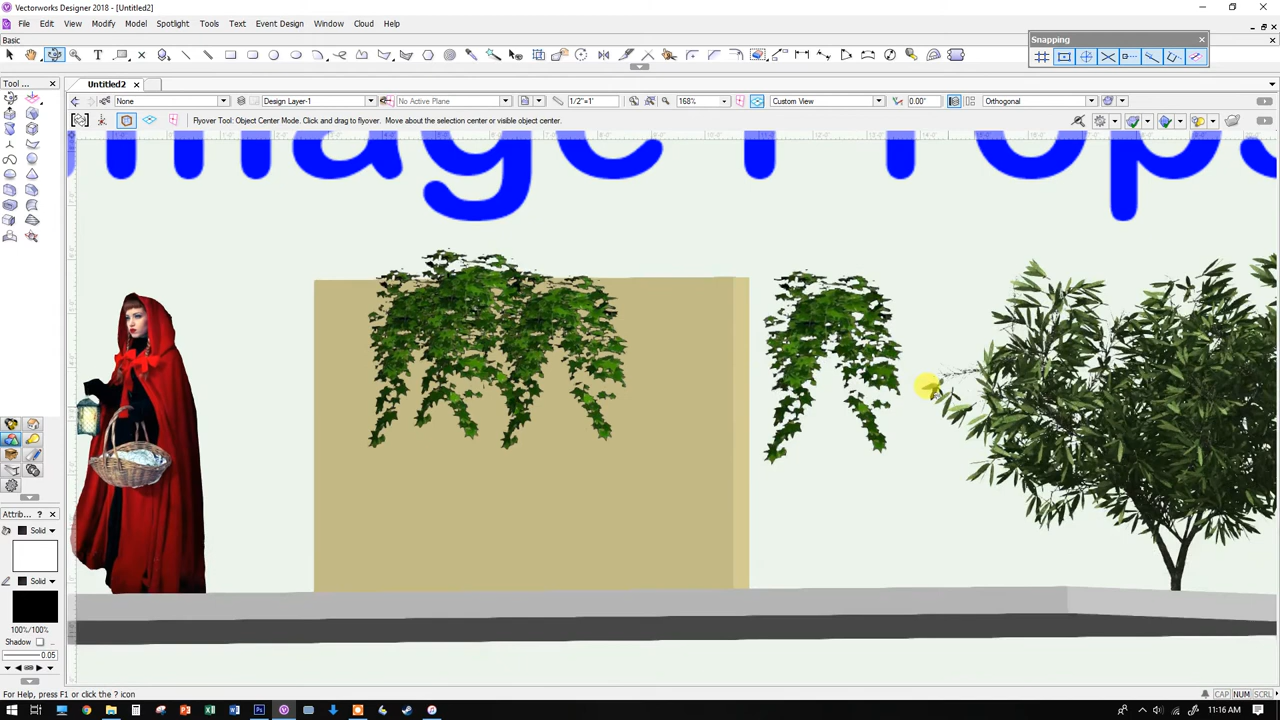 Vectorworks Designer 2018 - [Untitled2]
File Edit View Modify Model Spotlight Tools Text Event Design Window Cloud Help
Basic
Snapping
Tool ...
Untitled2
None
Design Layer-1
No Active Plane
1/2"=1'
168%
Custom View
0.00°
Orthogonal
Flyover Tool: Object Center Mode. Click and drag to flyover. Move about the selection center or visible object center.
Image Props
Attrib...
?
Solid
Solid
100%/100%
Shadow
0.05
For Help, press F1 or click the ? icon
CAP NUM SCRL
11:16 AM